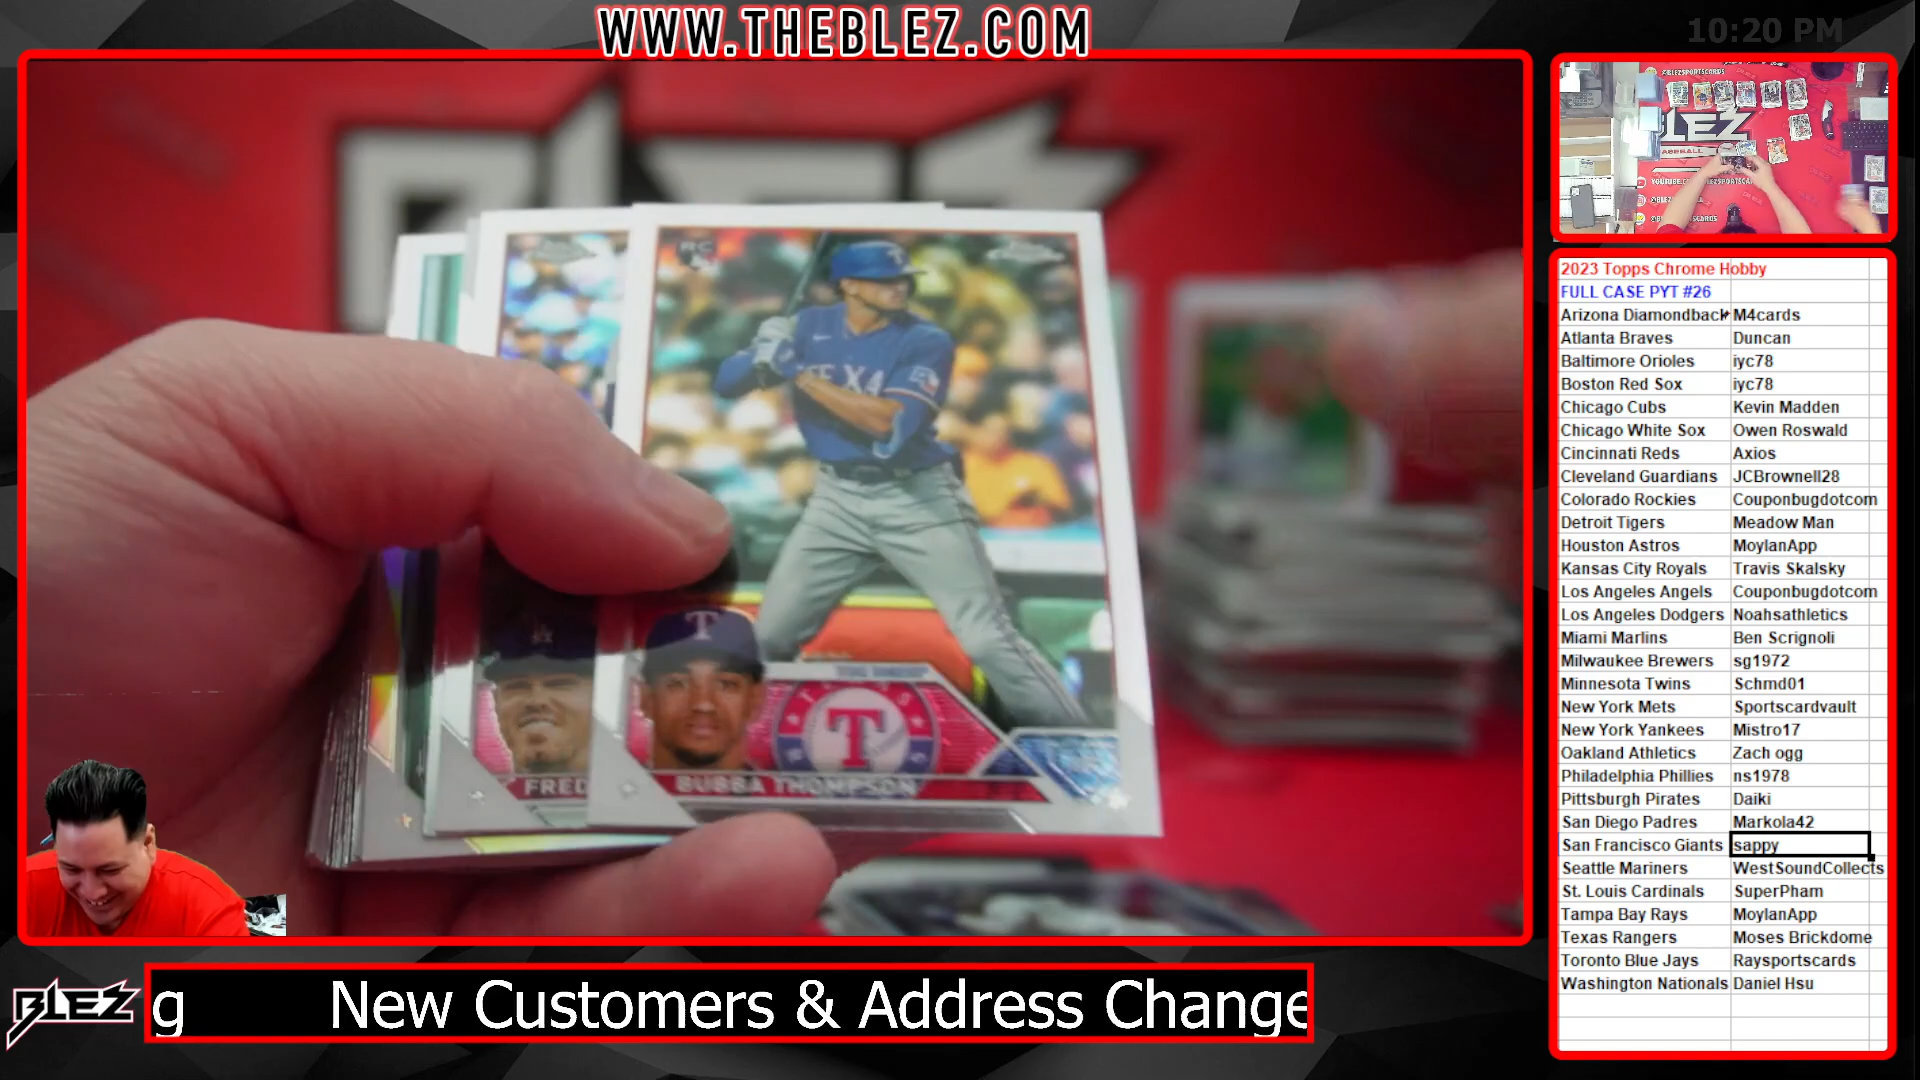 WWW.THEBLEZ.COM
10:20 PM
RC
TEXAS
T
FRED
BUBBA THOMPSON
@BLEZSPORTSCARDS
BLEZ
2023 Topps Chrome Hobby
FULL CASE PYT #26
Arizona Diamondback M4cards
Atlanta Braves Duncan
Baltimore Orioles iyc78
Boston Red Sox iyc78
Chicago Cubs Kevin Madden
Chicago White Sox Owen Roswald
Cincinnati Reds Axios
Cleveland Guardians JCBrownell28
Colorado Rockies Couponbugdotcom
Detroit Tigers Meadow Man
Houston Astros MoylanApp
Kansas City Royals Travis Skalsky
Los Angeles Angels Couponbugdotcom
Los Angeles Dodgers Noahsathletics
Miami Marlins Ben Scrignoli
Milwaukee Brewers sg1972
Minnesota Twins Schmd01
New York Mets Sportscardvault
New York Yankees Mistro17
Oakland Athletics Zach ogg
Philadelphia Phillies ns1978
Pittsburgh Pirates Daiki
San Diego Padres Markola42
San Francisco Giants sappy
Seattle Mariners WestSoundCollects
St. Louis Cardinals SuperPham
Tampa Bay Rays MoylanApp
Texas Rangers Moses Brickdome
Toronto Blue Jays Raysportscards
Washington Nationals Daniel Hsu
BLEZ
g New Customers & Address Change